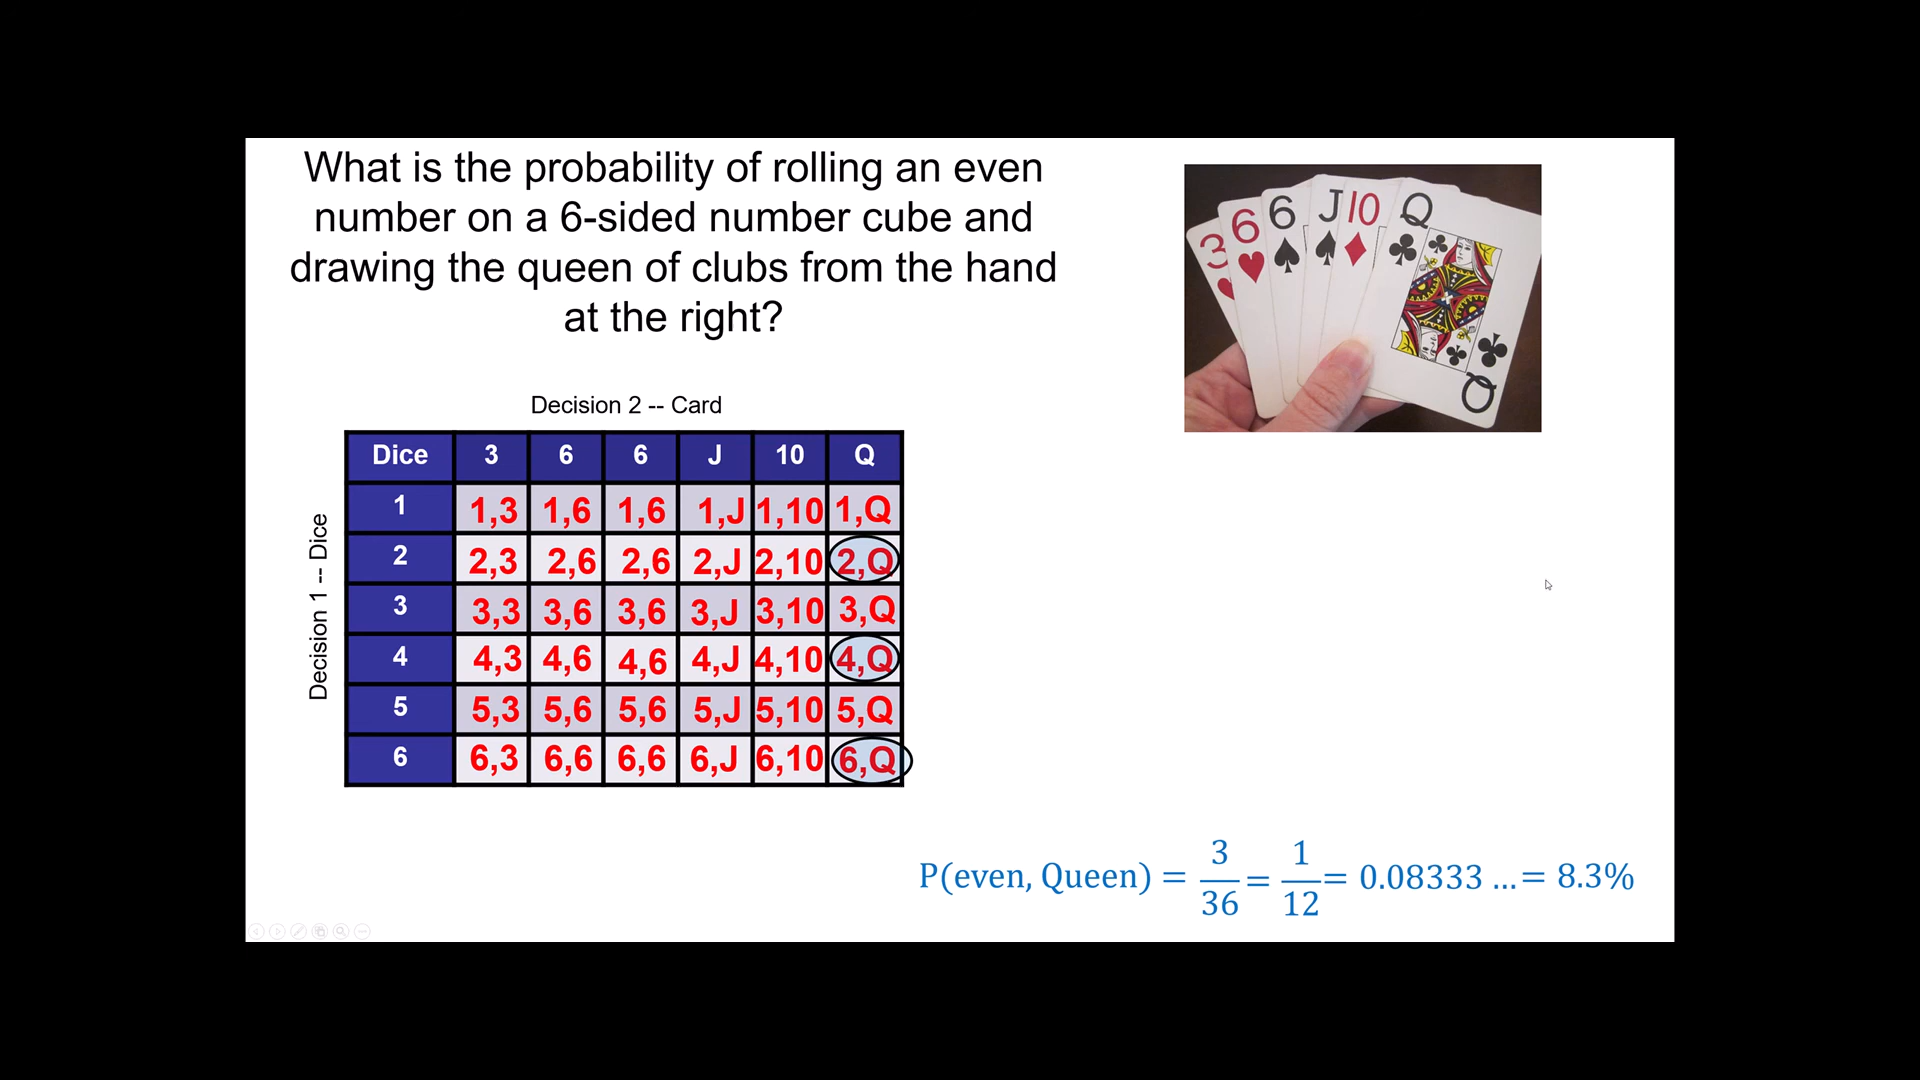 What is the probability of rolling an even
number on a 6-sided number cube and
drawing the queen of clubs from the hand
at the right?
3 6 6 J 10 Q
Q
Decision 2 -- Card
Decision 1 -- Dice
Dice 3 6 6 J 10 Q
1 1,3 1,6 1,6 1,J 1,10 1,Q
2 2,3 2,6 2,6 2,J 2,10 2,Q
3 3,3 3,6 3,6 3,J 3,10 3,Q
4 4,3 4,6 4,6 4,J 4,10 4,Q
5 5,3 5,6 5,6 5,J 5,10 5,Q
6 6,3 6,6 6,6 6,J 6,10 6,Q
P(even, Queen) = 3/36 = 1/12 = 0.08333 ... = 8.3%